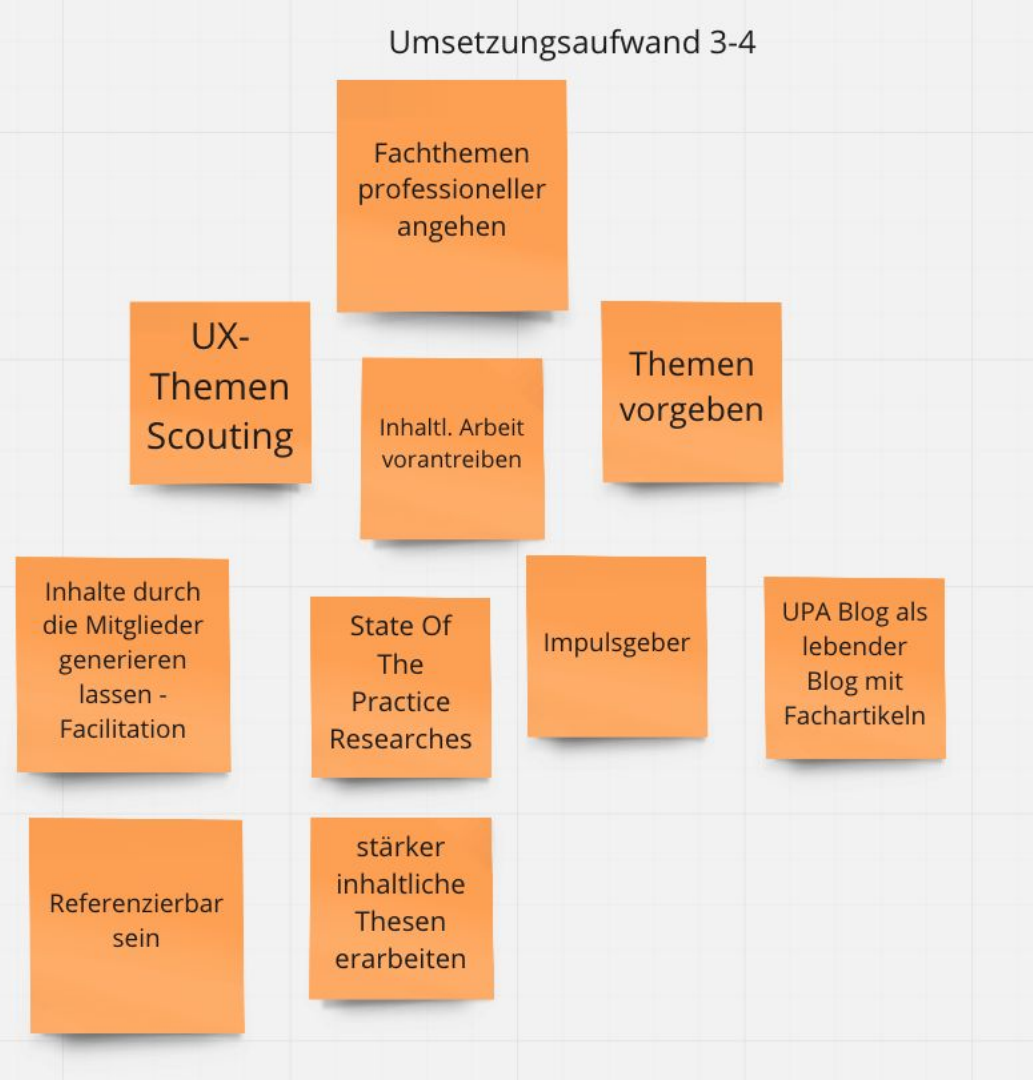 Umsetzungsaufwand 3-4
Fachthemen
professioneller
angehen
UX-
Themen
Scouting
Inhaltl. Arbeit
vorantreiben
Themen
vorgeben
Inhalte durch
die Mitglieder
generieren
lassen -
Facilitation
State Of
The
Practice
Researches
Impulsgeber
UPA Blog als
lebender
Blog mit
Fachartikeln
Referenzierbar
sein
stärker
inhaltliche
Thesen
erarbeiten